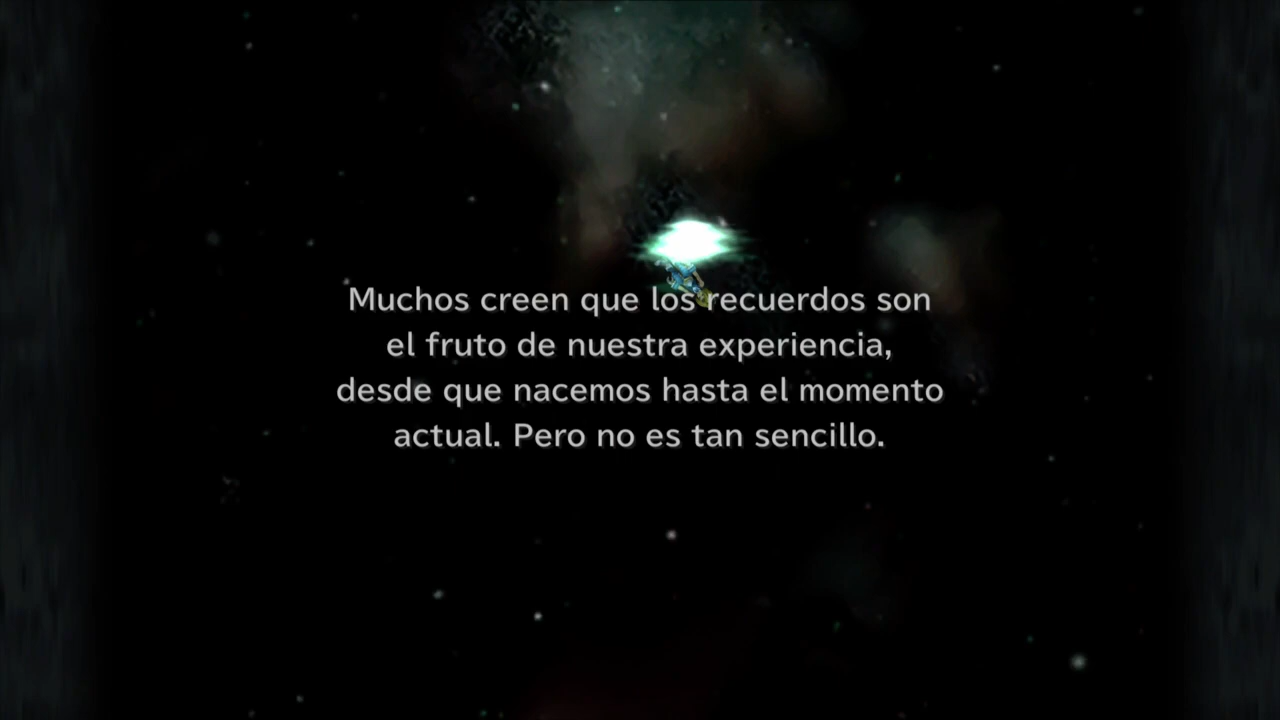 Muchos creen que los recuerdos son
el fruto de nuestra experiencia,
desde que nacemos hasta el momento
actual. Pero no es tan sencillo.